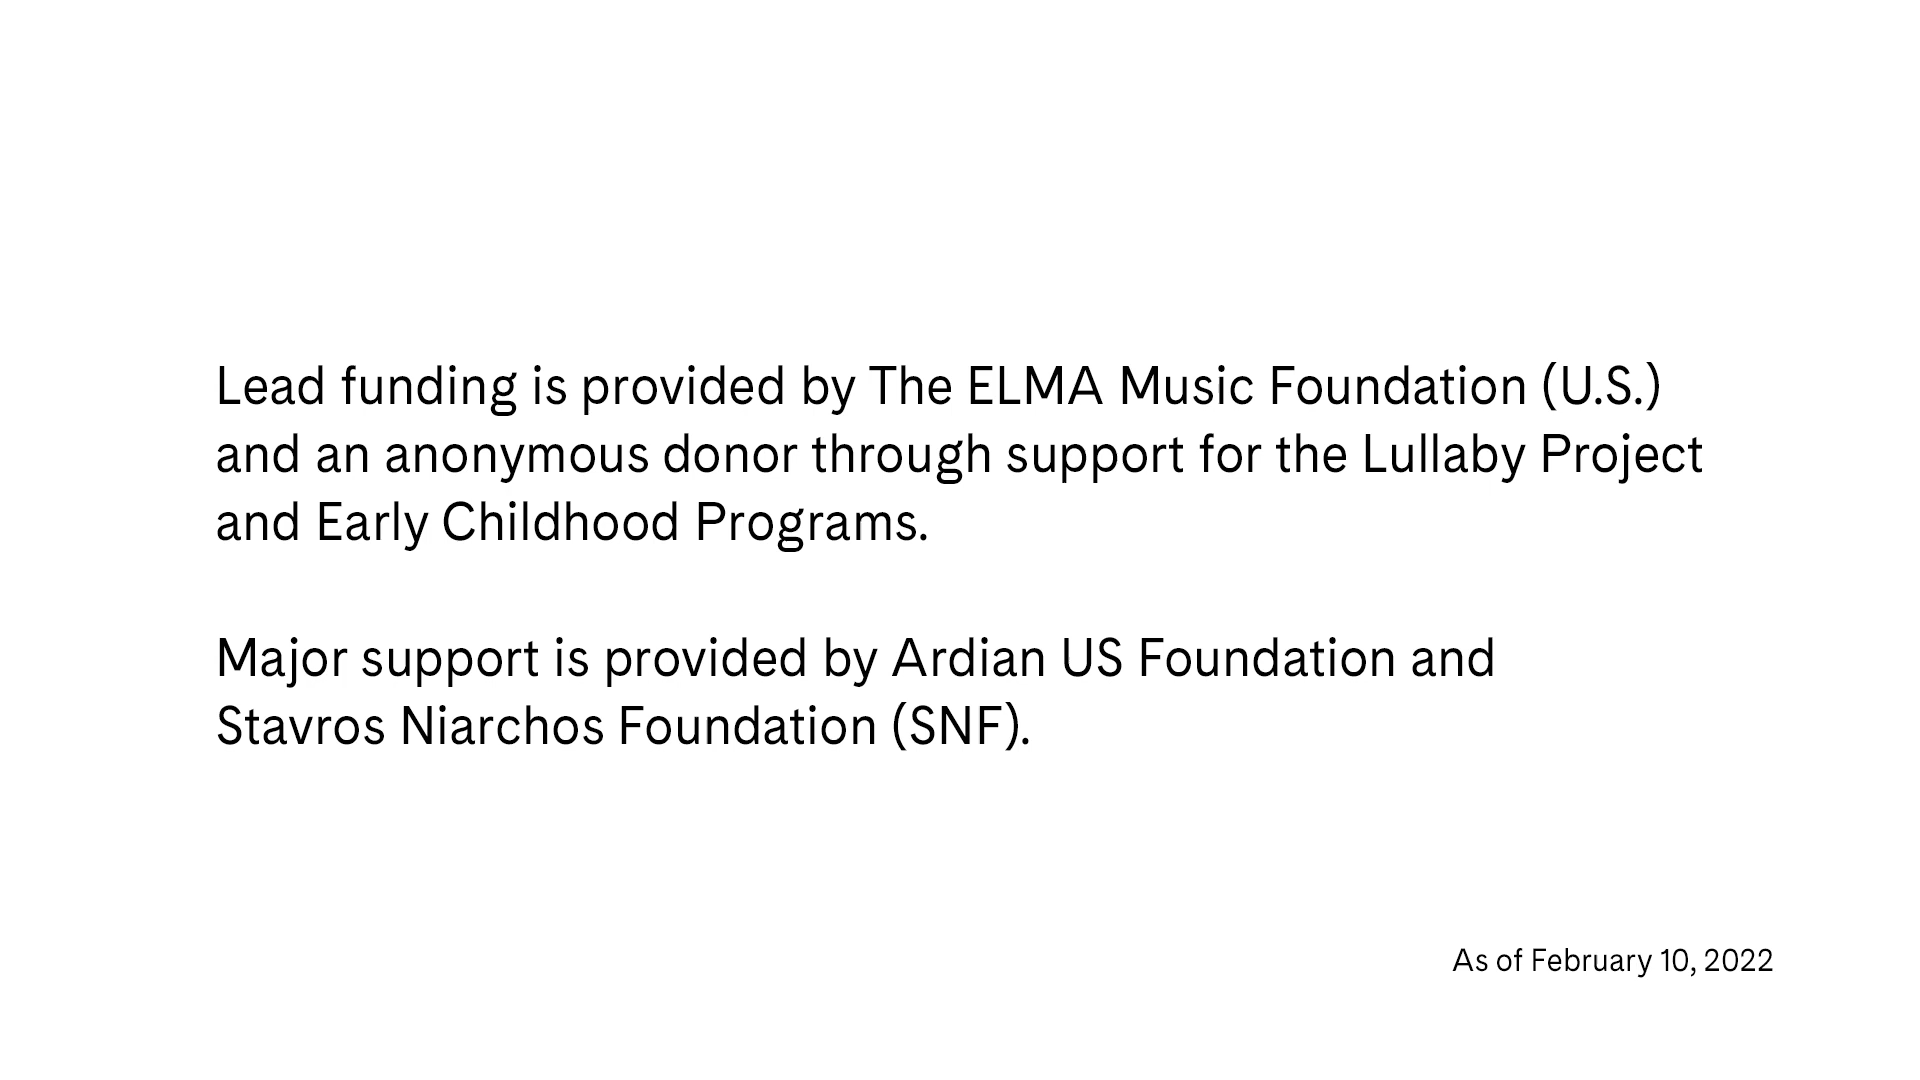 Lead funding is provided by The ELMA Music Foundation (U.S.)
and an anonymous donor through support for the Lullaby Project
and Early Childhood Programs.
Major support is provided by Ardian US Foundation and
Stavros Niarchos Foundation (SNF).
As of February 10, 2022